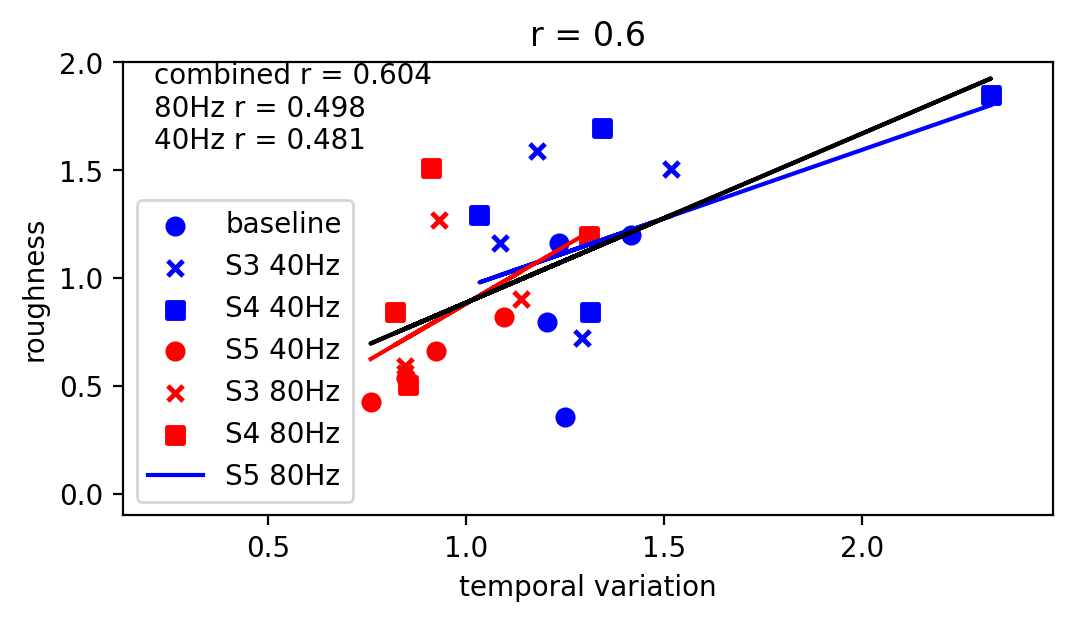 r = 0.6
combined r = 0.604
80Hz r = 0.498
40Hz r = 0.481
baseline
S3 40Hz
S4 40Hz
S5 40Hz
S3 80Hz
S4 80Hz
S5 80Hz
roughness
2.0
1.5
1.0
0.5
0.0
0.5
1.0
1.5
2.0
temporal variation